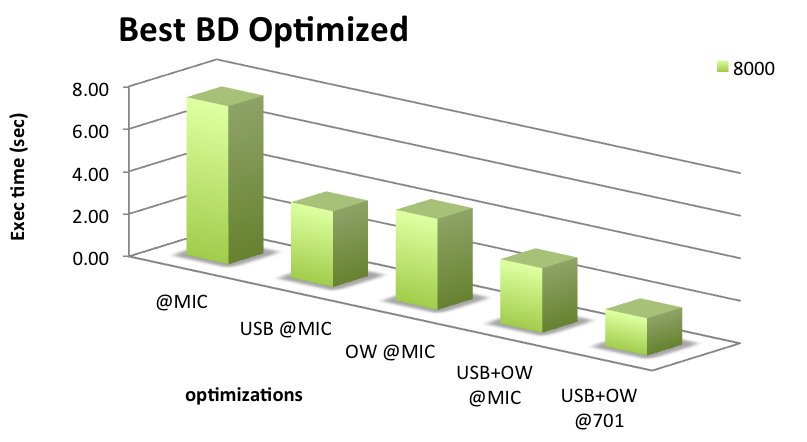 Best BD Optimized
8000
Exec time (sec)
8.00
6.00
4.00
2.00
0.00
@MIC
USB @MIC
OW @MIC
USB+OW
@MIC
USB+OW
@701
optimizations